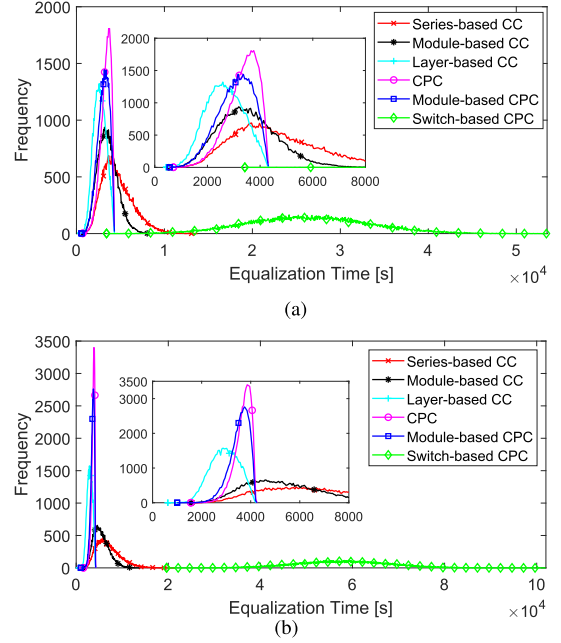 2000
1500
1000
500
0
Frequency
0 1 2 3 4 5
Equalization Time [s]
×10⁴
Series-based CC
Module-based CC
Layer-based CC
CPC
Module-based CPC
Switch-based CPC
2000
1500
1000
500
0
0 2000 4000 6000 8000
(a)
3500
3000
2500
2000
1500
1000
500
0
Frequency
0 2 4 6 8 10
Equalization Time [s]
×10⁴
Series-based CC
Module-based CC
Layer-based CC
CPC
Module-based CPC
Switch-based CPC
3500
3000
2000
1000
0
0 2000 4000 6000 8000
(b)